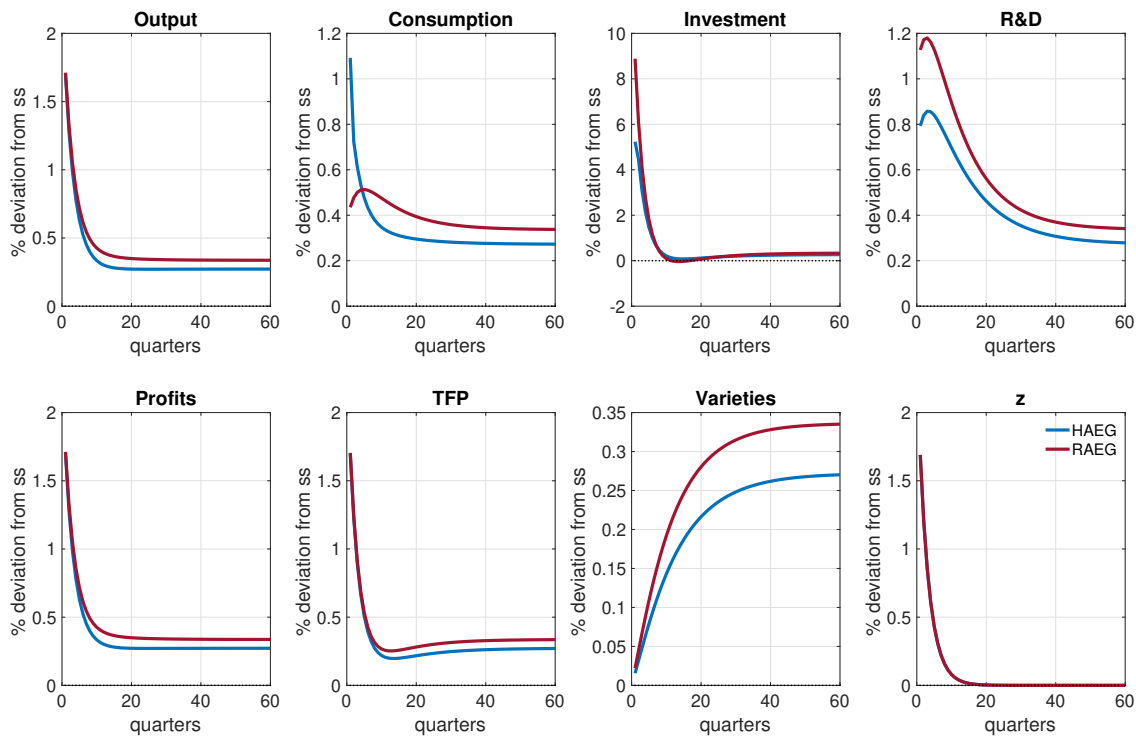 Output Consumption Investment R&D
% deviation from ss
2
1.5
1
0.5
0
0 20 40 60
quarters
% deviation from ss
1.2
1
0.8
0.6
0.4
0.2
0
0 20 40 60
quarters
% deviation from ss
10
8
6
4
2
0
-2
0 20 40 60
quarters
% deviation from ss
1.2
1
0.8
0.6
0.4
0.2
0
0 20 40 60
quarters
Profits TFP Varieties z
% deviation from ss
2
1.5
1
0.5
0
0 20 40 60
quarters
% deviation from ss
2
1.5
1
0.5
0
0 20 40 60
quarters
% deviation from ss
0.35
0.3
0.25
0.2
0.15
0.1
0.05
0
0 20 40 60
quarters
% deviation from ss
2
1.5
1
0.5
0
0 20 40 60
quarters
HAEG
RAEG